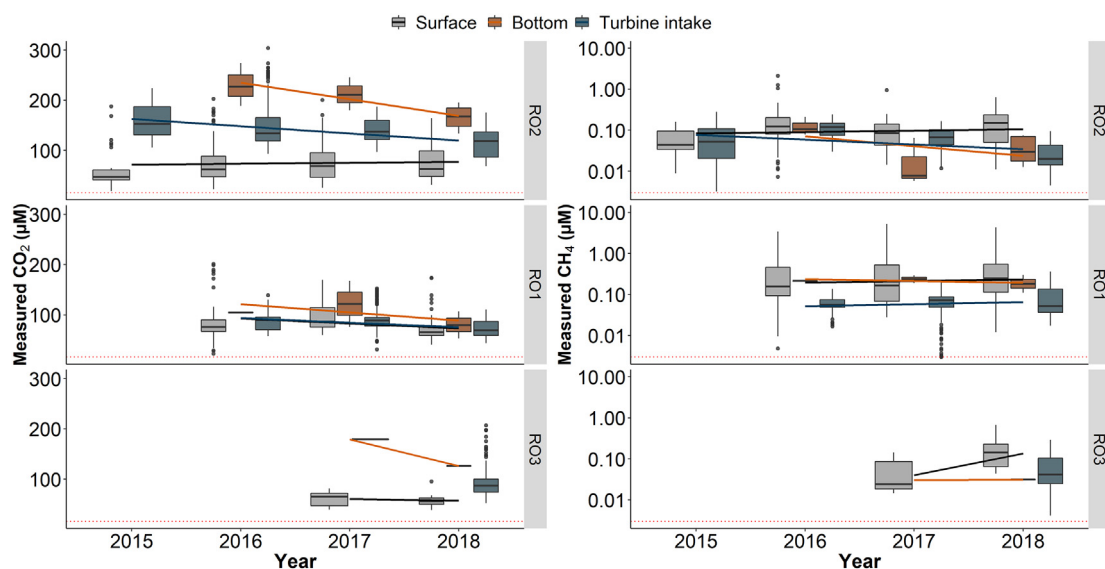 Surface Bottom Turbine intake
Measured CO2 (µM)
300
200
100
RO2
300
200
100
RO1
300
200
100
RO3
2015 2016 2017 2018
Year
Measured CH4 (µM)
10.00
1.00
0.10
0.01
RO2
10.00
1.00
0.10
0.01
RO1
10.00
1.00
0.10
0.01
RO3
2015 2016 2017 2018
Year